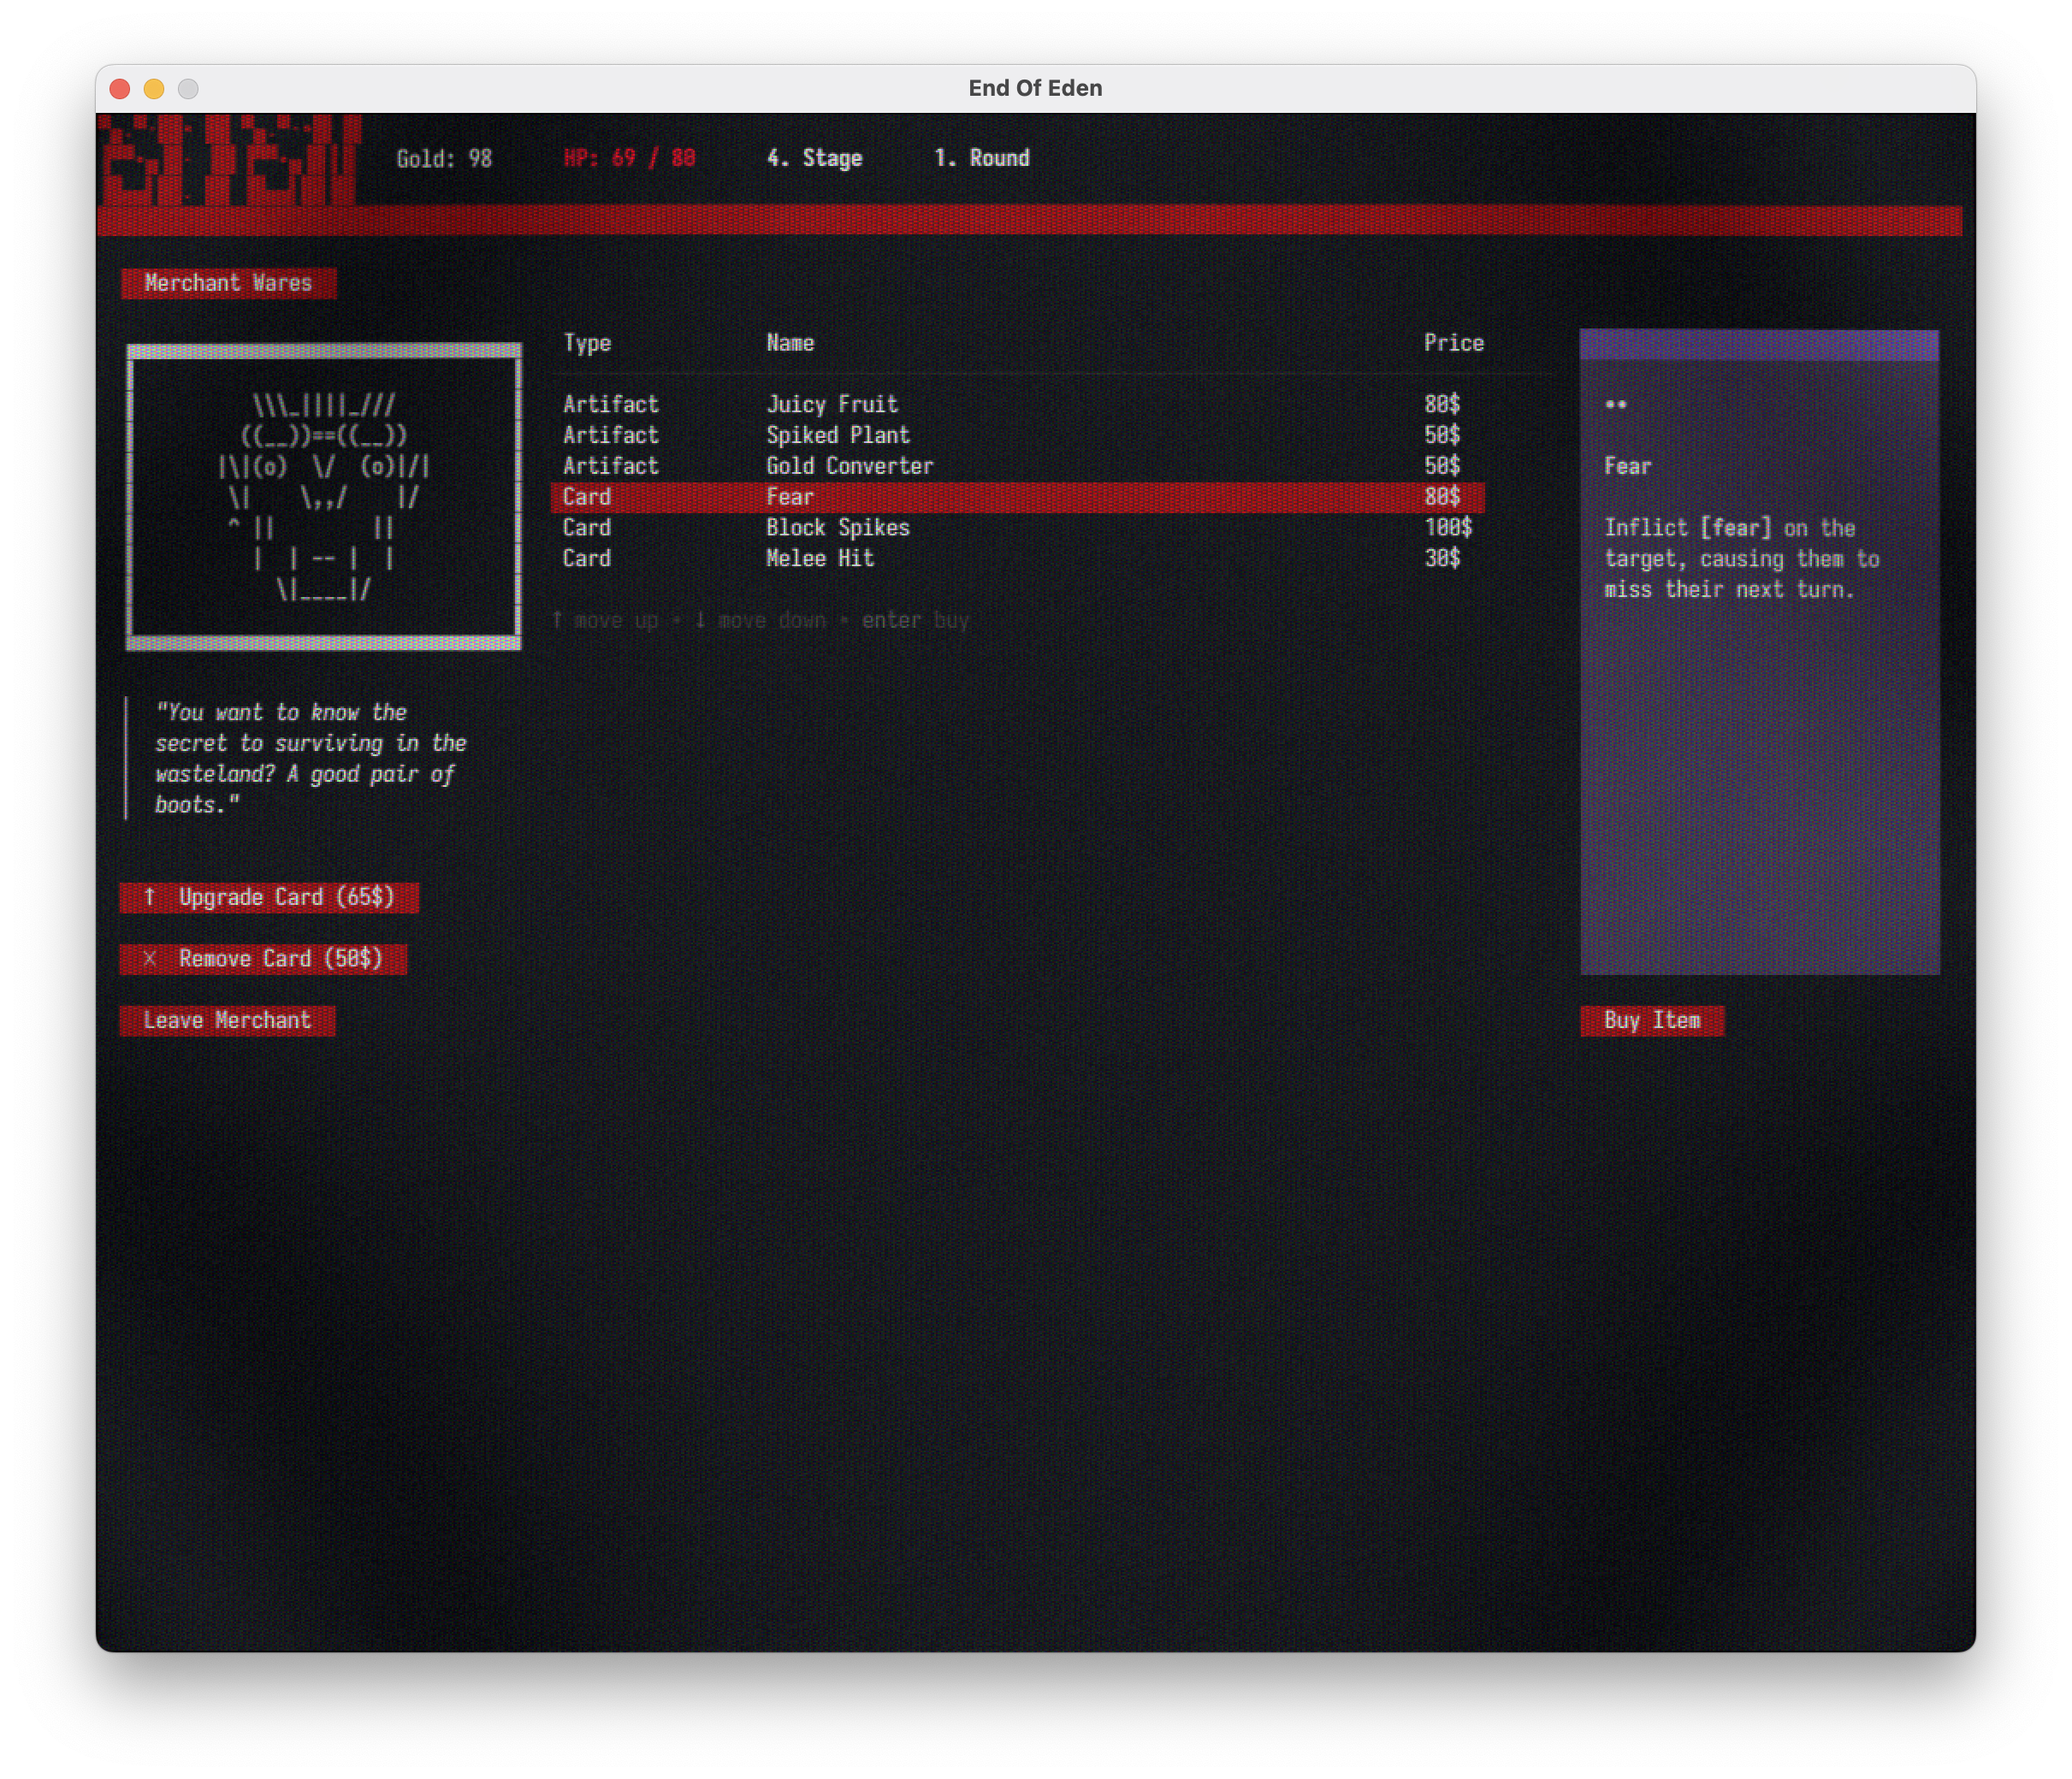 End Of Eden
Gold: 98 HP: 69 / 80 4. Stage 1. Round
Merchant Wares
Type Name Price
Artifact Juicy Fruit 80$
Artifact Spiked Plant 50$
Artifact Gold Converter 50$
Card Fear 80$
Card Block Spikes 100$
Card Melee Hit 30$
↑ move up • ↓ move down • enter buy
"You want to know the
secret to surviving in the
wasteland? A good pair of
boots."
↑ Upgrade Card (65$)
X Remove Card (50$)
Leave Merchant
••
Fear
Inflict [fear] on the
target, causing them to
miss their next turn.
Buy Item